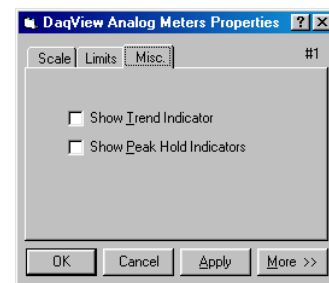 DaqView Analog Meters Properties
Scale Limits Misc. #1
Show Trend Indicator
Show Peak Hold Indicators
OK Cancel Apply More >>